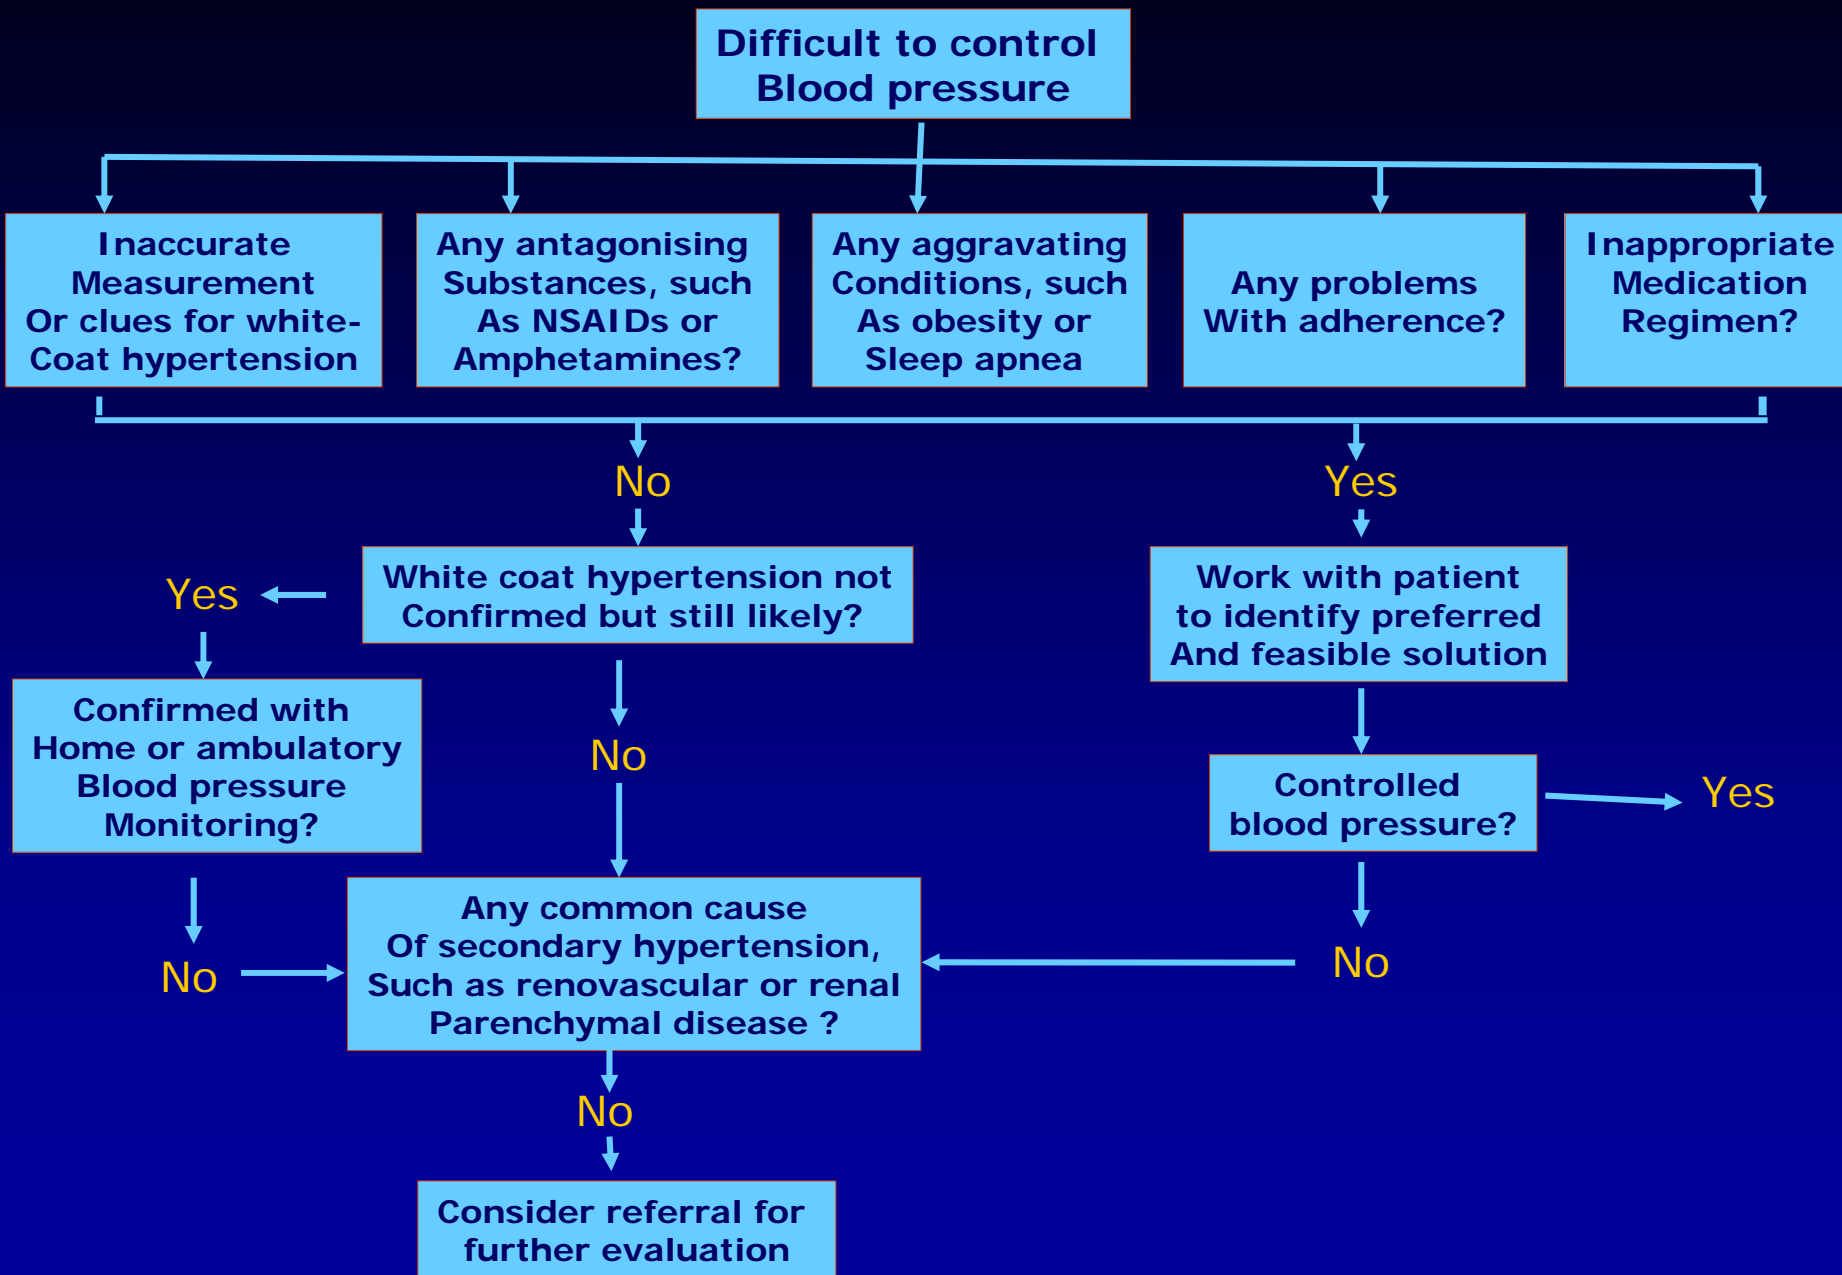 Difficult to control
Blood pressure
Inaccurate
Measurement
Or clues for white-
Coat hypertension
Any antagonising
Substances, such
As NSAIDs or
Amphetamines?
Any aggravating
Conditions, such
As obesity or
Sleep apnea
Any problems
With adherence?
Inappropriate
Medication
Regimen?
No
Yes
Yes
White coat hypertension not
Confirmed but still likely?
Work with patient
to identify preferred
And feasible solution
Confirmed with
Home or ambulatory
Blood pressure
Monitoring?
No
Controlled
blood pressure?
Yes
No
Any common cause
Of secondary hypertension,
Such as renovascular or renal
Parenchymal disease ?
No
No
Consider referral for
further evaluation